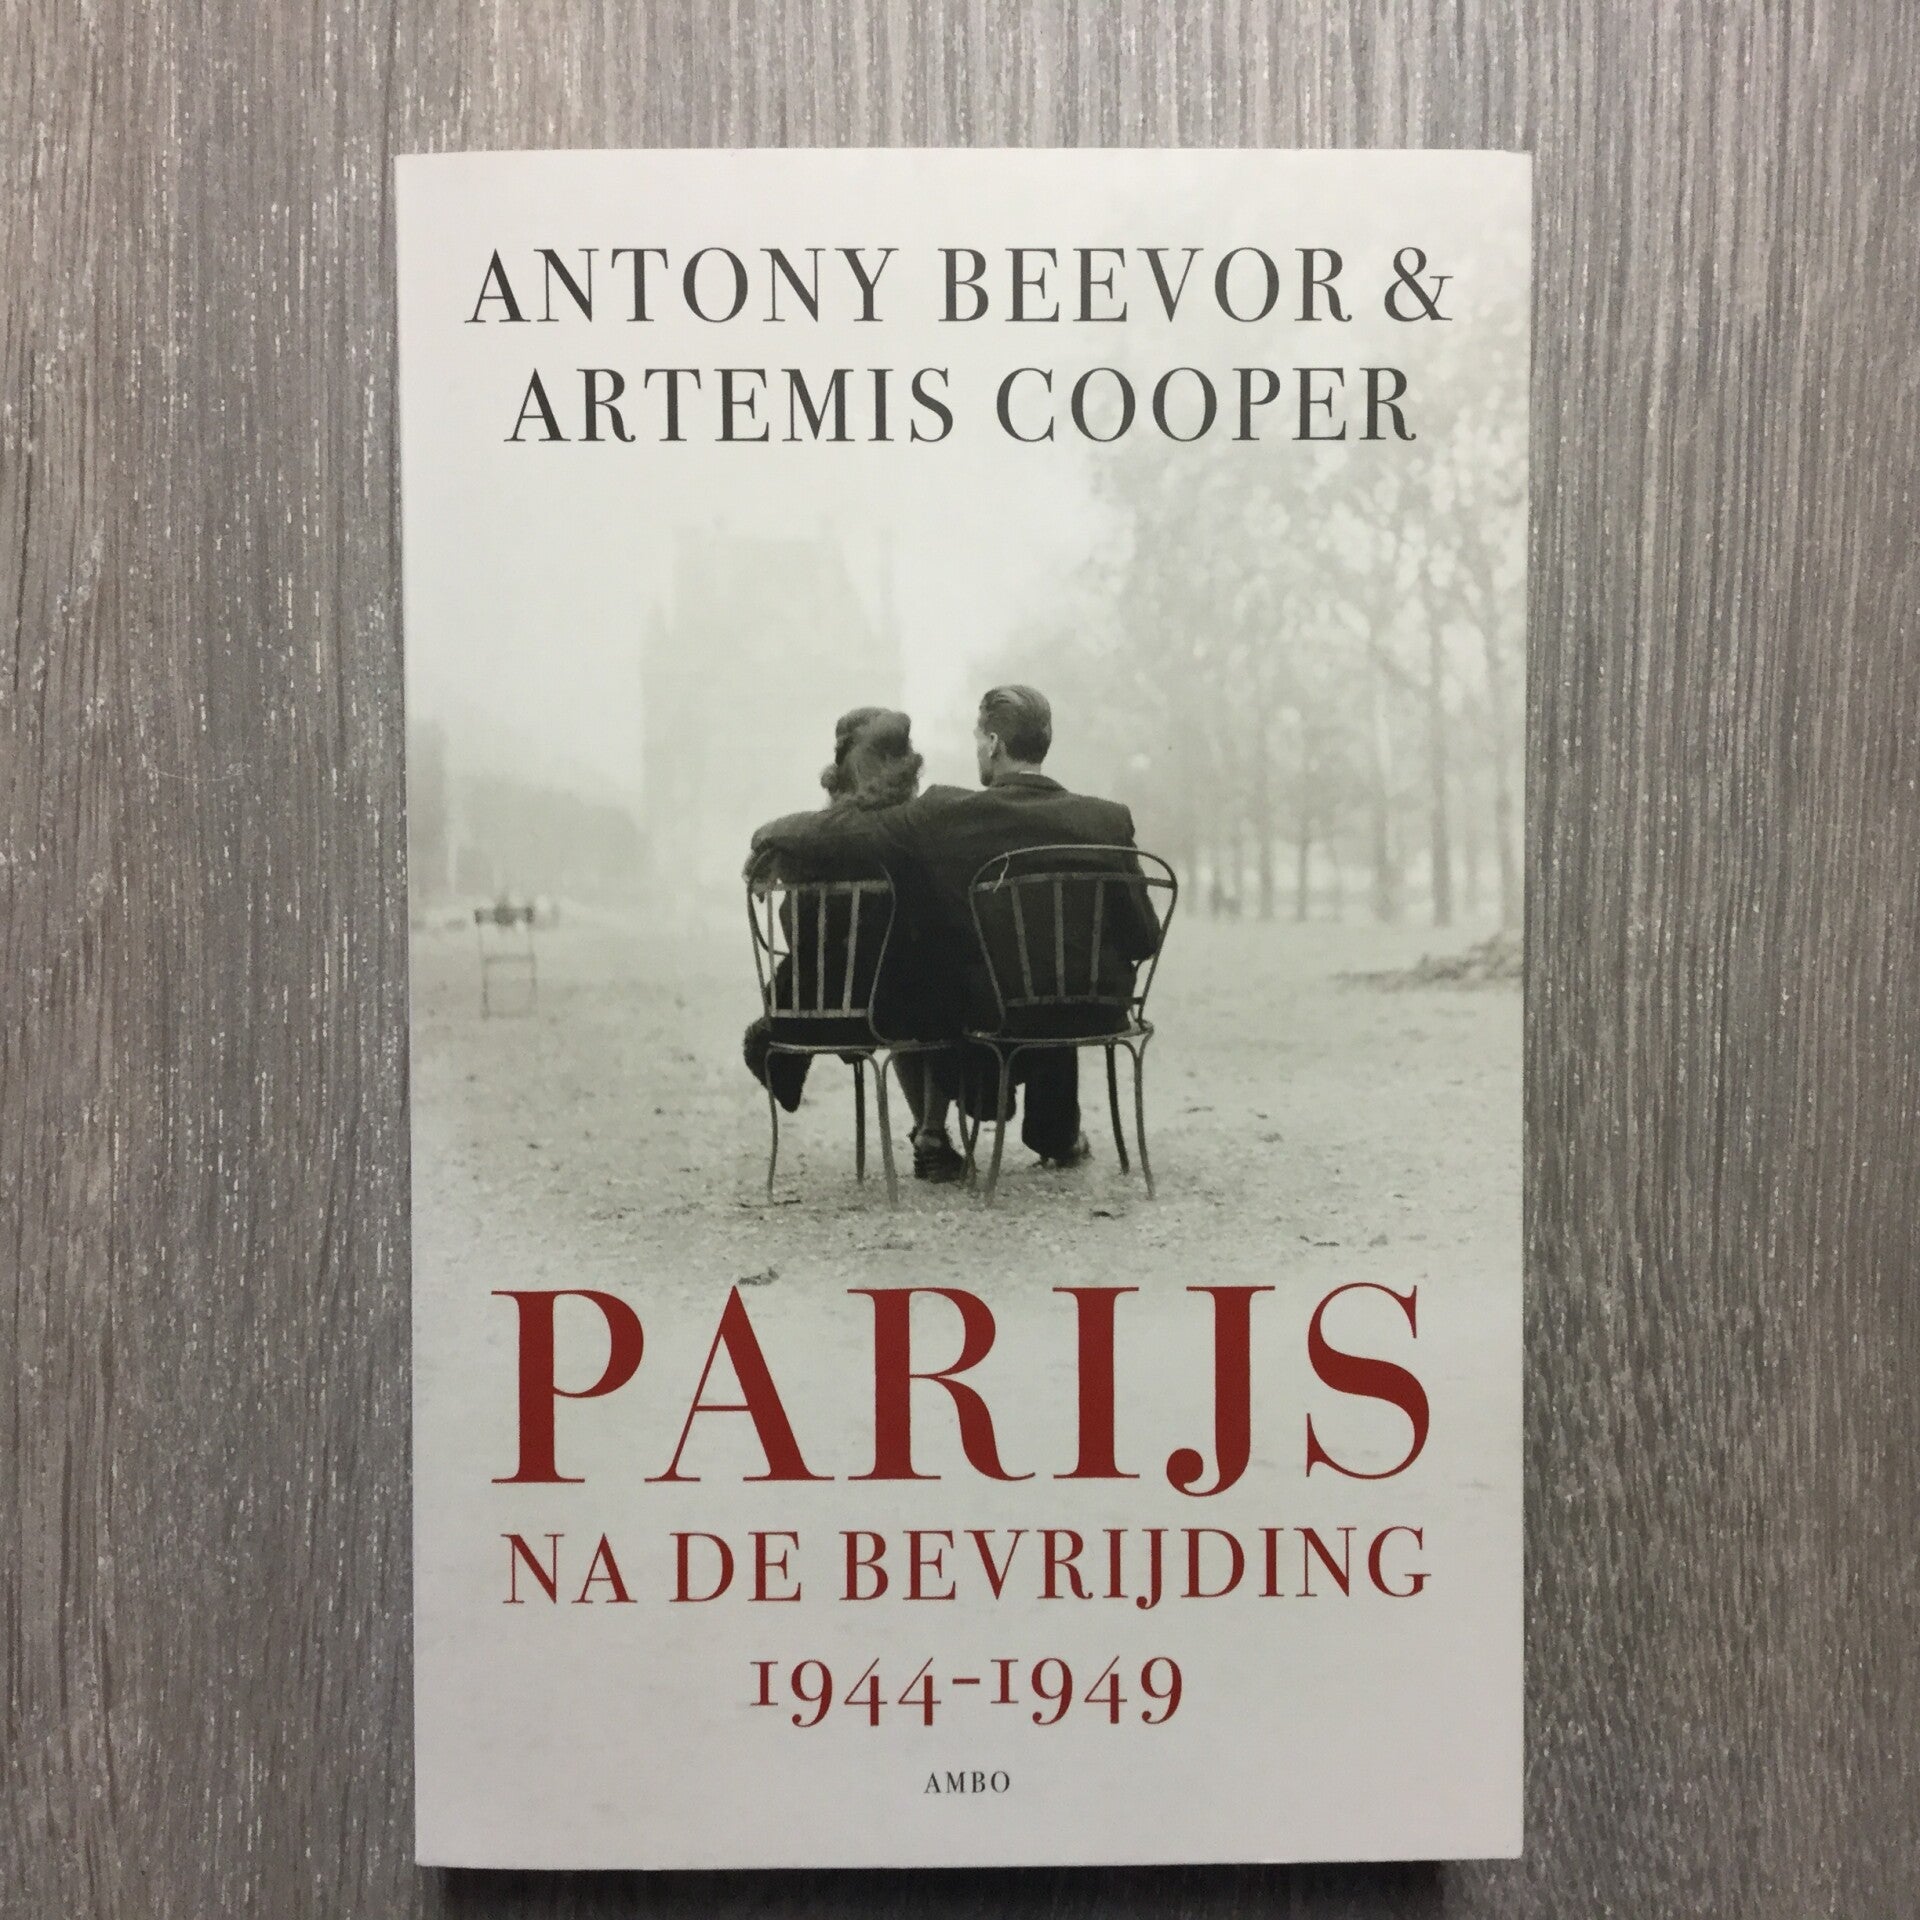 ANTONY BEEVOR &
ARTEMIS COOPER
PARIJS
NA DE BEVRIJDING
1944-1949
AMBO